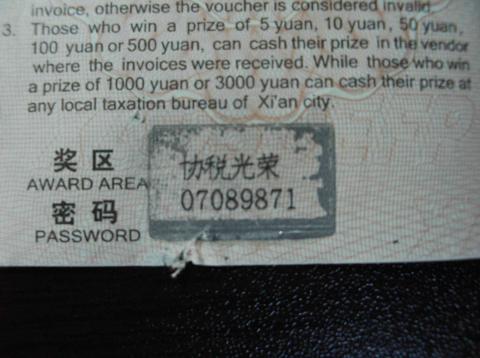 invoice, otherwise the voucher is considered invalid
3. Those who win a prize of 5 yuan, 10 yuan, 50 yuan,
100 yuan or 500 yuan, can cash their prize in the vendor
where the invoices were received. While those who win
a prize of 1000 yuan or 3000 yuan can cash their prize at
any local taxation bureau of Xi'an city.
奖区
AWARD AREA
密码
PASSWORD
协税光荣
07089871